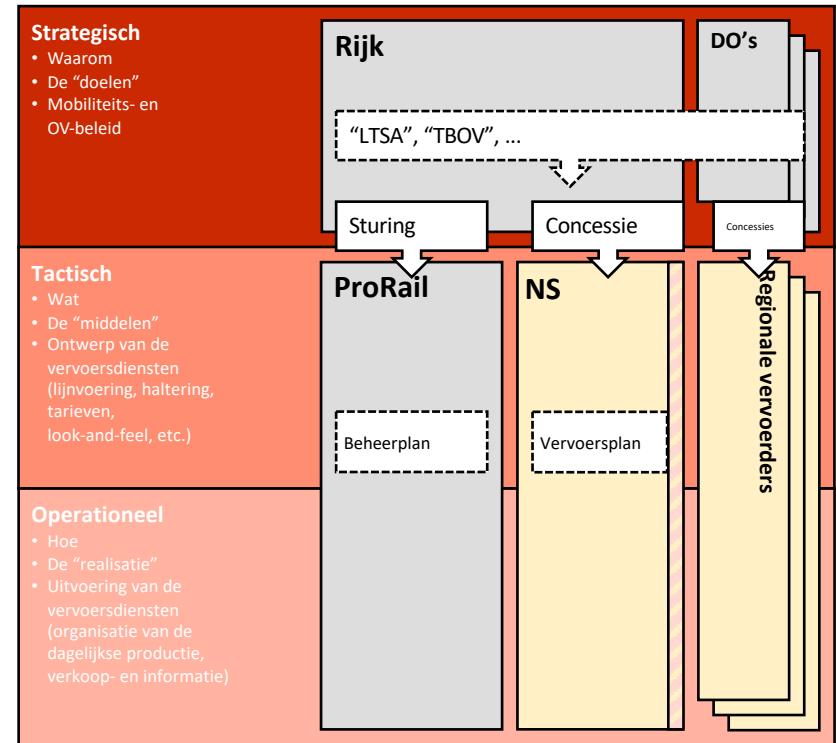 Strategisch
• Waarom
• De “doelen”
• Mobiliteits- en
OV-beleid
Rijk
DO’s
“LTSA”, “TBOV”, ...
Sturing
Concessie
Concessies
Tactisch
• Wat
• De “middelen”
• Ontwerp van de
vervoersdiensten
(lijnvoering, haltering,
tarieven,
look-and-feel, etc.)
ProRail
NS
Regionale vervoerders
Beheerplan
Vervoersplan
Operationeel
• Hoe
• De “realisatie”
• Uitvoering van de
vervoersdiensten
(organisatie van de
dagelijkse productie,
verkoop- en informatie)